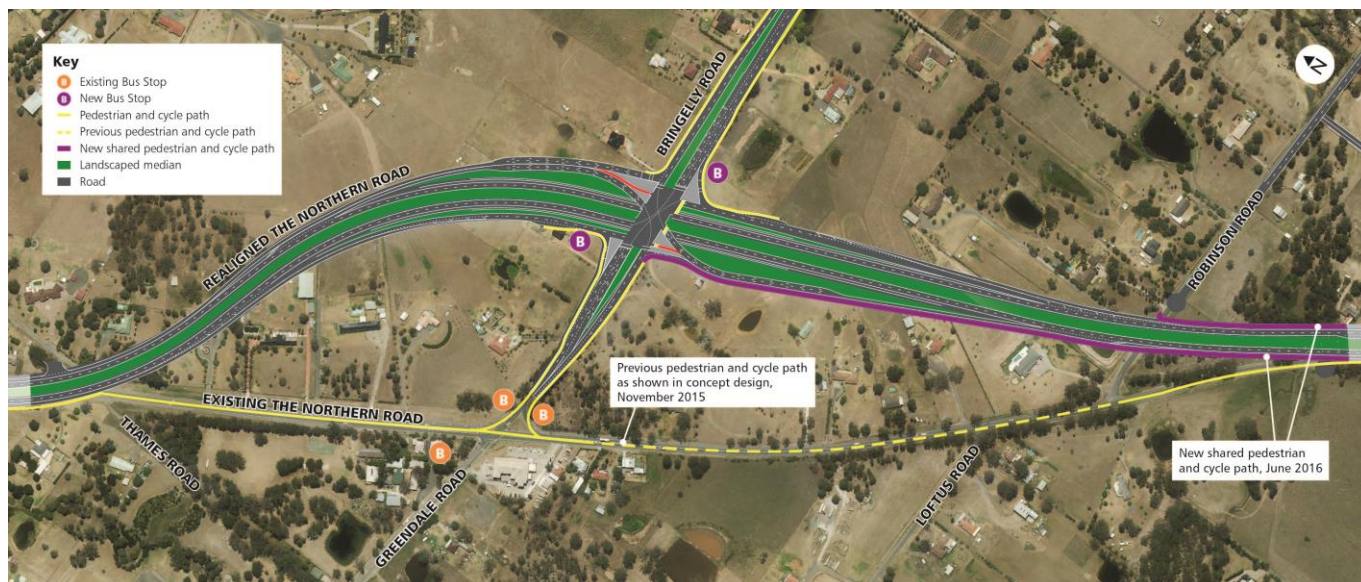 Key
B Existing Bus Stop
B New Bus Stop
Pedestrian and cycle path
Previous pedestrian and cycle path
New shared pedestrian and cycle path
Landscaped median
Road
N
BRINGELLY ROAD
B
REALIGNED THE NORTHERN ROAD
B
ROBINSON ROAD
Previous pedestrian and cycle path
as shown in concept design,
November 2015
EXISTING THE NORTHERN ROAD
B
B
B
THAMES ROAD
GREENDALE ROAD
LOFTUS ROAD
New shared pedestrian
and cycle path, June 2016